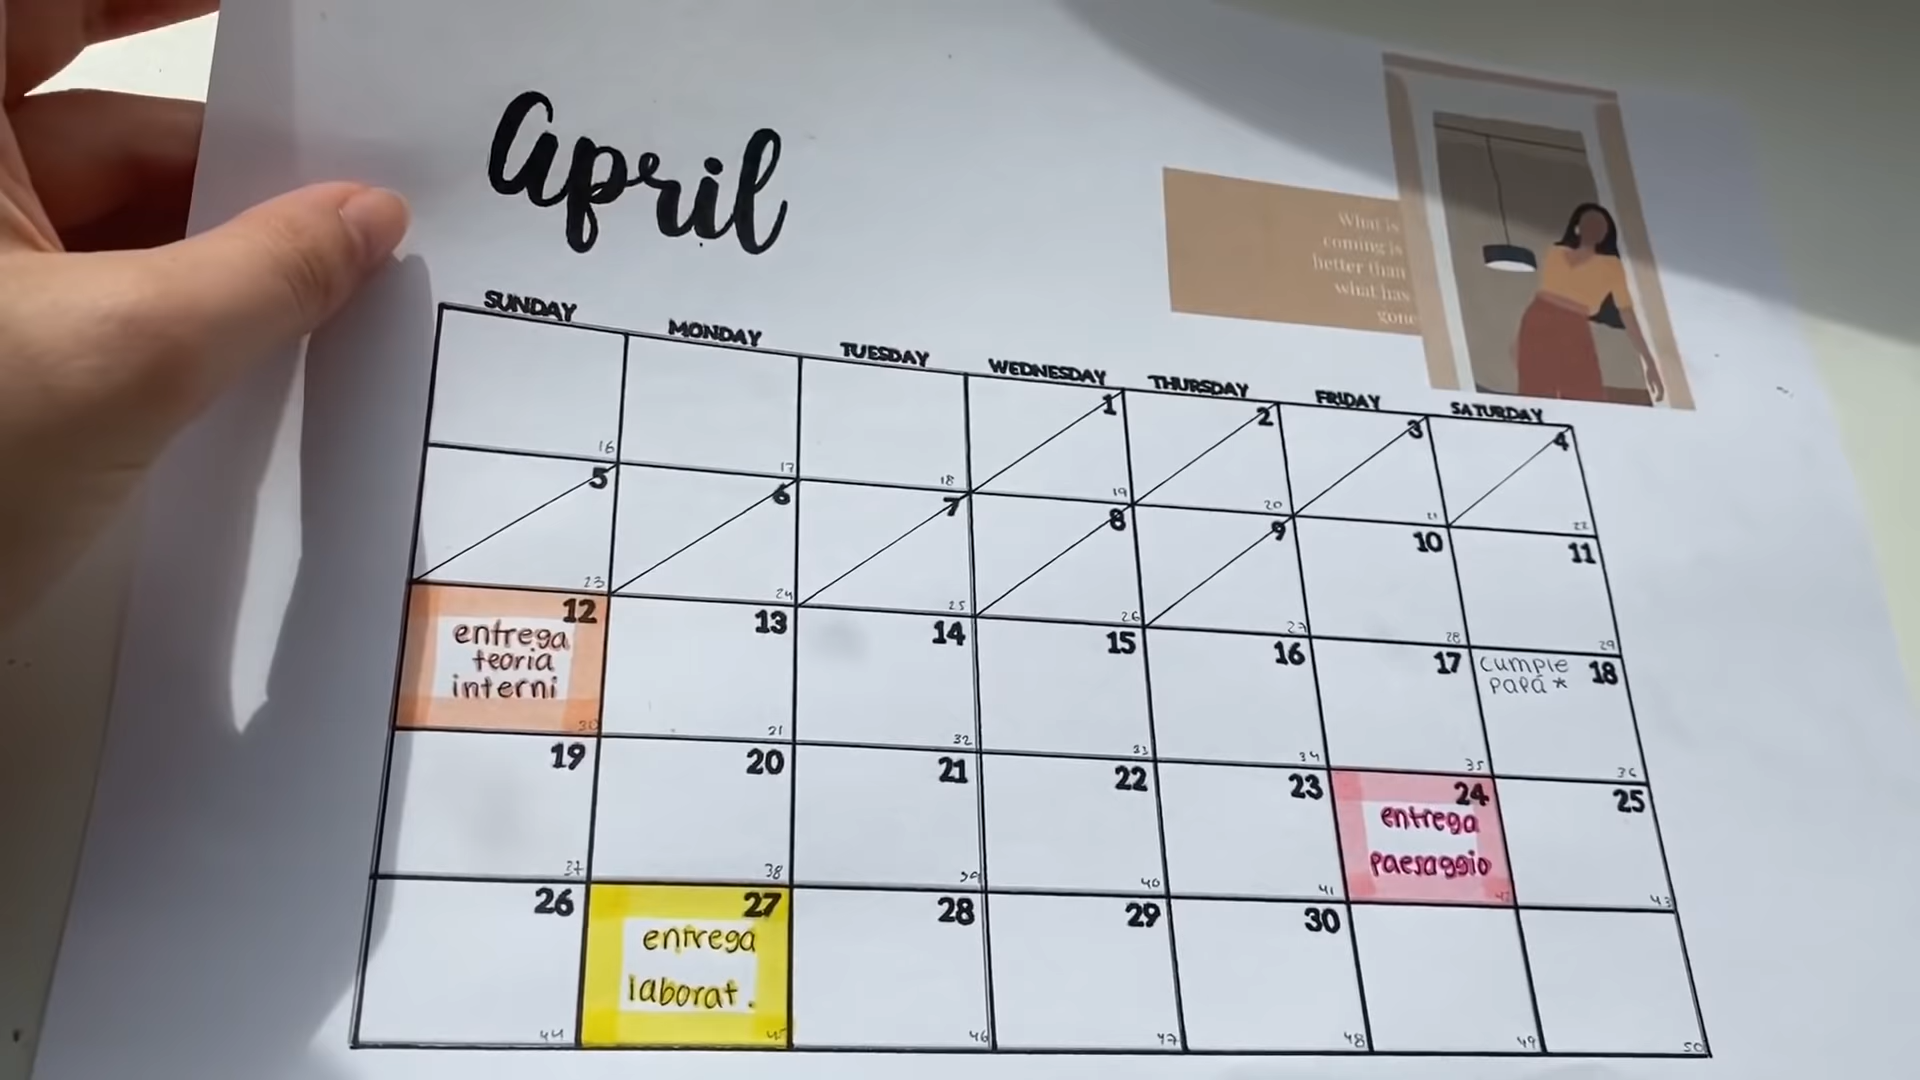 April
What is
coming is
better than
what has
gone
SUNDAY MONDAY TUESDAY WEDNESDAY THURSDAY FRIDAY SATURDAY
1 2 3 4
16 17 18 19 20 21 22
5 6 7 8 9 10 11
23 24 25 26 27 28 29
12 13 14 15 16 17 18
entrega
teoria
interni
cumple
papá*
30 21 32 33 34 35 36
19 20 21 22 23 24 25
entrega
paesaggio
37 38 39 40 41 42 43
26 27 28 29 30
entrega
laborat.
44 45 46 47 48 49 50